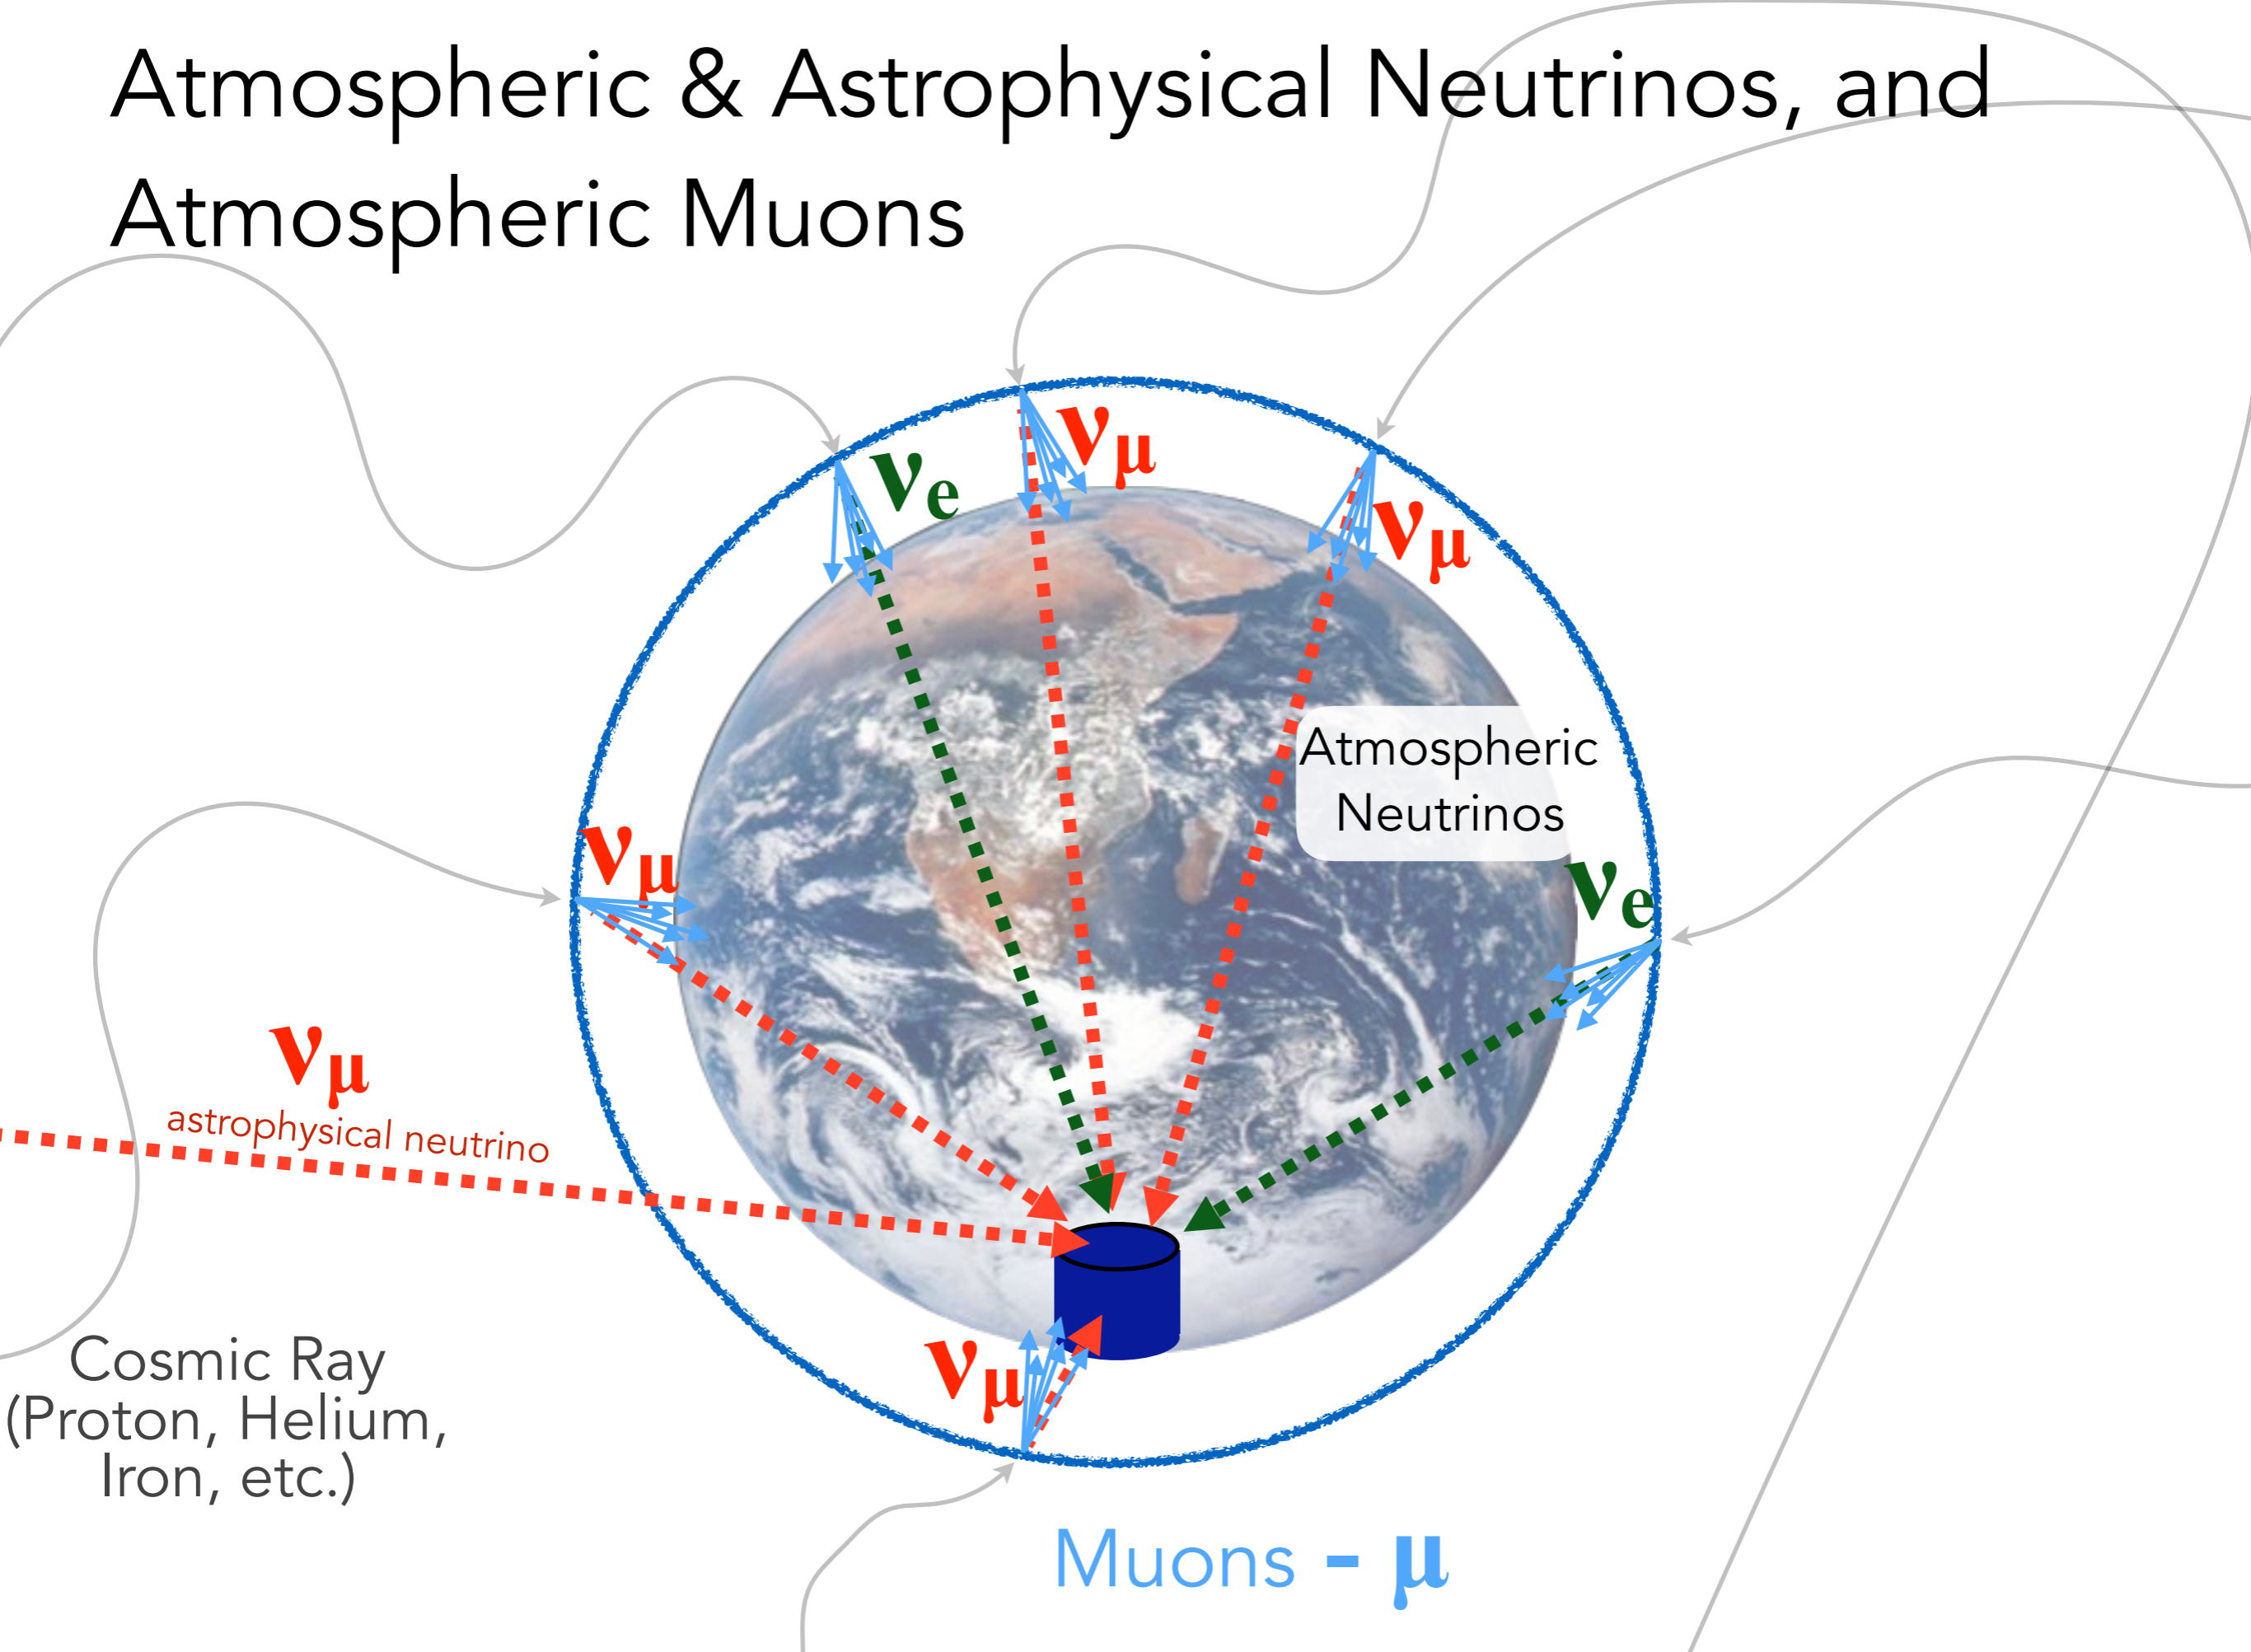 Atmospheric & Astrophysical Neutrinos, and
Atmospheric Muons
νμ
νe
νμ
Atmospheric
Neutrinos
νμ
νe
νμ
astrophysical neutrino
Cosmic Ray
(Proton, Helium,
Iron, etc.)
νμ
Muons - μ